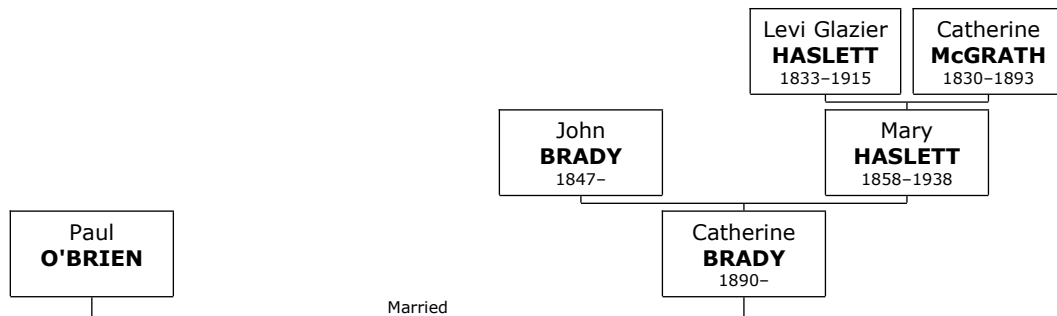 Levi Glazier
HASLETT
1833–1915
Catherine
McGRATH
1830–1893
John
BRADY
1847–
Mary
HASLETT
1858–1938
Paul
O'BRIEN
Catherine
BRADY
1890–
Married